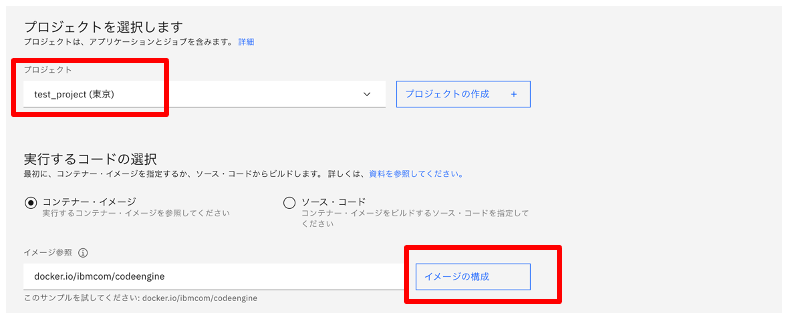 プロジェクトを選択します
プロジェクトは、アプリケーションとジョブを含みます。 詳細
プロジェクト
test_project (東京)
プロジェクトの作成 +
実行するコードの選択
最初に、コンテナー・イメージを指定するか、ソース・コードからビルドします。 詳しくは、資料を参照してください。
コンテナー・イメージ
実行するコンテナー・イメージを参照してください
ソース・コード
コンテナー・イメージをビルドするソース・コードを指定して
ください
イメージ参照
docker.io/ibmcom/codeengine
イメージの構成
このサンプルを試してください: docker.io/ibmcom/codeengine